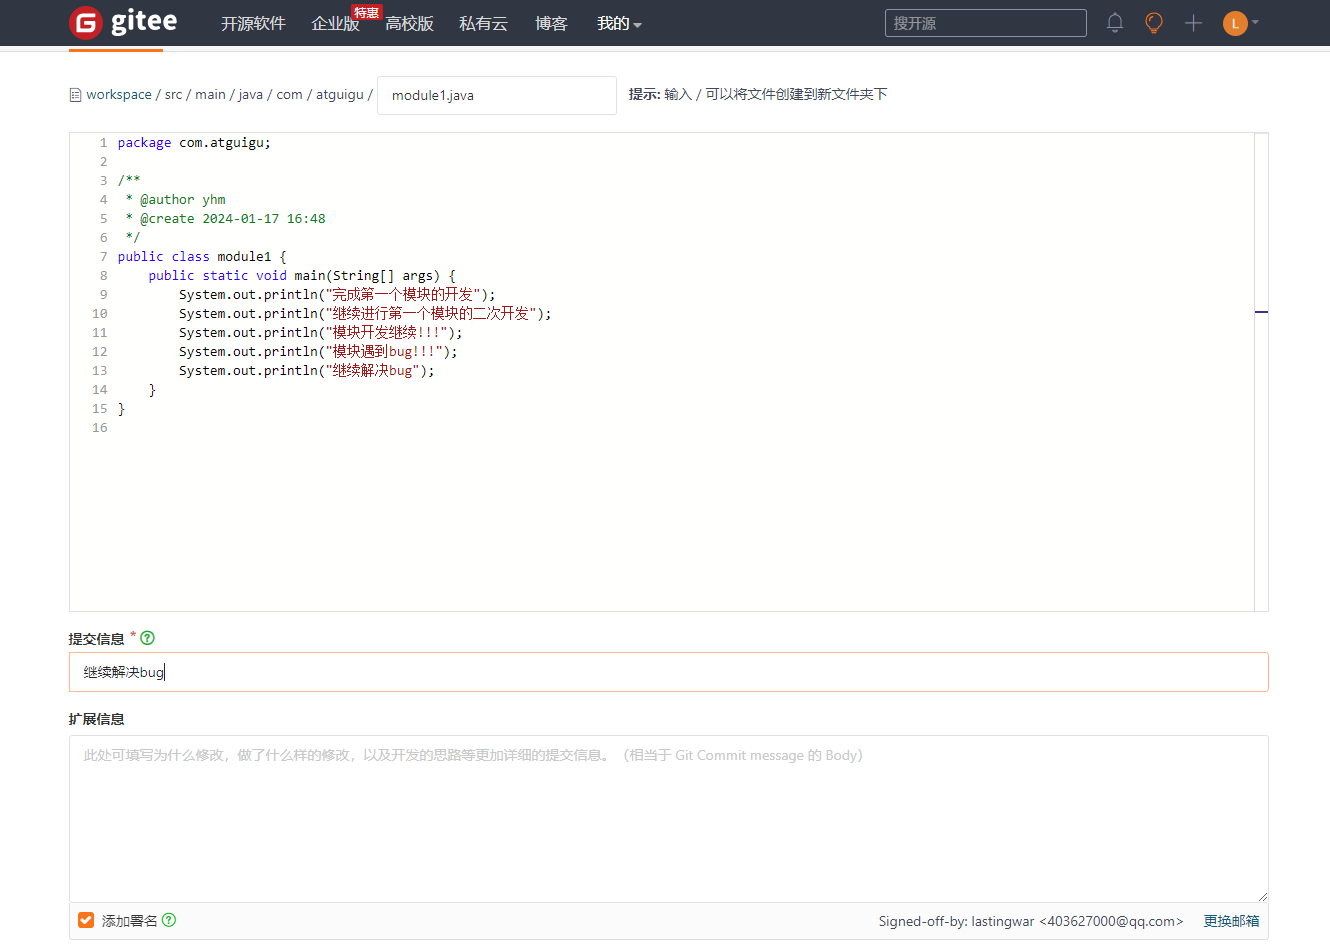 gitee 开源软件 企业版 特惠 高校版 私有云 博客 我的 搜开源 L
workspace / src / main / java / com / atguigu / module1.java 提示: 输入 / 可以将文件创建到新文件夹下
1 package com.atguigu;
2
3 /**
4 * @author yhm
5 * @create 2024-01-17 16:48
6 */
7 public class module1 {
8 public static void main(String[] args) {
9 System.out.println("完成第一个模块的开发");
10 System.out.println("继续进行第一个模块的二次开发");
11 System.out.println("模块开发继续!!!");
12 System.out.println("模块遇到bug!!!");
13 System.out.println("继续解决bug");
14 }
15 }
16
提交信息 * ?
继续解决bug
扩展信息
此处可填写为什么修改，做了什么样的修改，以及开发的思路等更加详细的提交信息。（相当于 Git Commit message 的 Body）
添加署名 ? Signed-off-by: lastingwar <403627000@qq.com> 更换邮箱